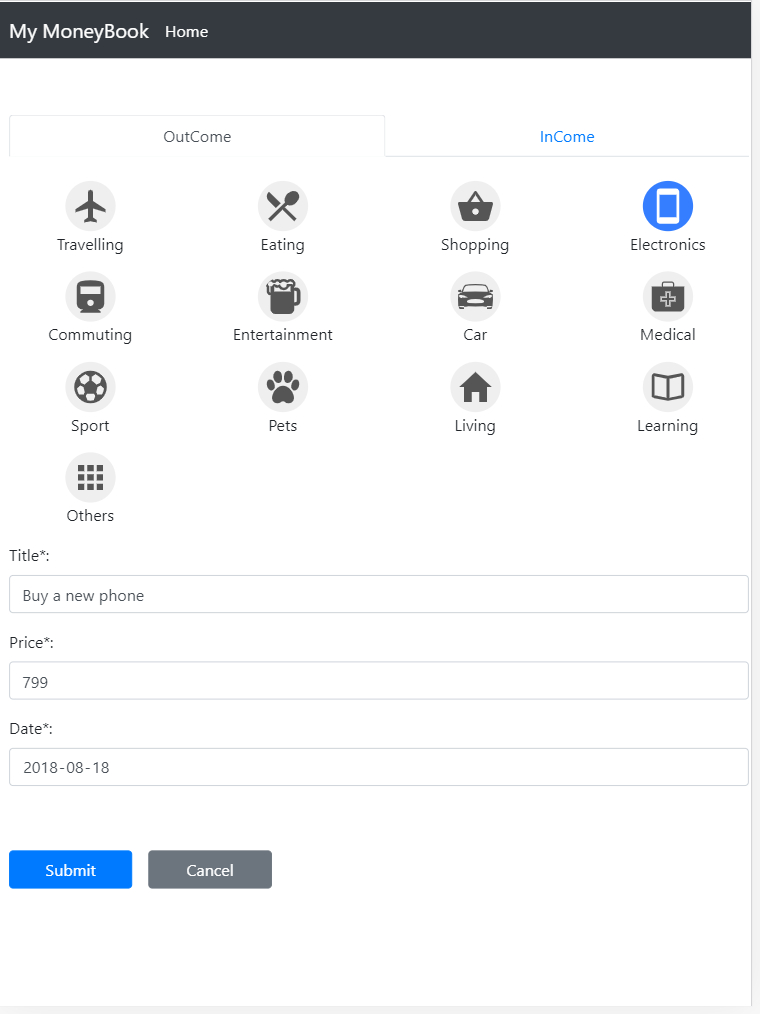 My MoneyBook Home
OutCome InCome
Travelling Eating Shopping Electronics
Commuting Entertainment Car Medical
Sport Pets Living Learning
Others
Title*:
Buy a new phone
Price*:
799
Date*:
2018-08-18
Submit Cancel